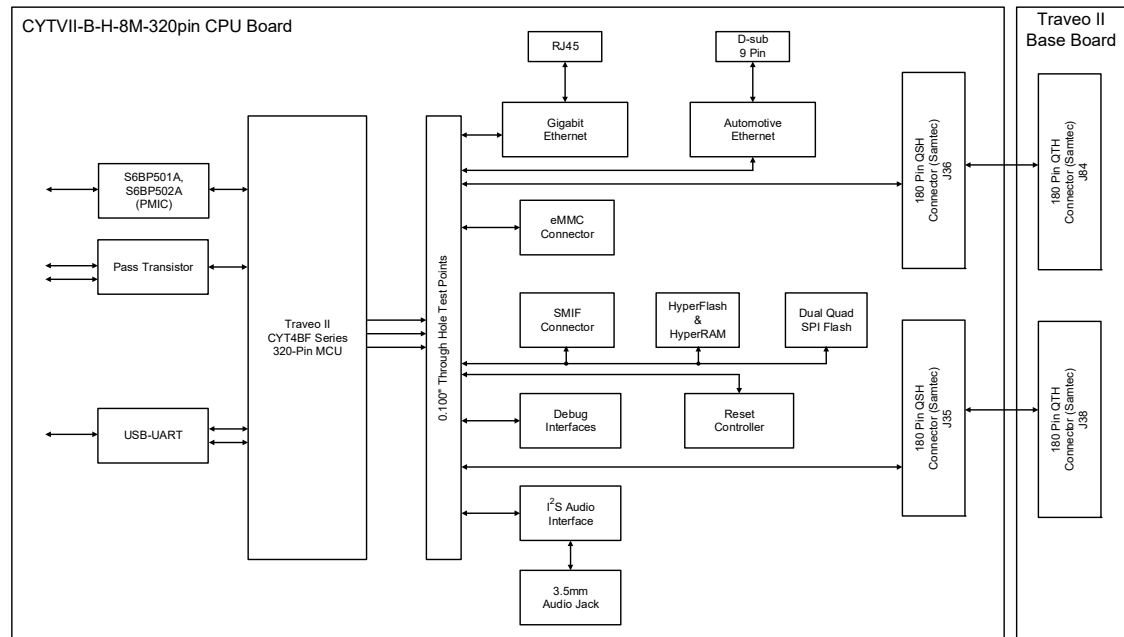 CYTVII-B-H-8M-320pin CPU Board
Traveo II
Base Board
RJ45
D-sub
9 Pin
Gigabit
Ethernet
Automotive
Ethernet
S6BP501A,
S6BP502A
(PMIC)
Pass Transistor
USB-UART
Traveo II
CYT4BF Series
320-Pin MCU
0.100" Through Hole Test Points
eMMC
Connector
SMIF
Connector
HyperFlash
&
HyperRAM
Dual Quad
SPI Flash
Debug
Interfaces
Reset
Controller
I²S Audio
Interface
3.5mm
Audio Jack
180 Pin QSH
Connector (Samtec)
J36
180 Pin QTH
Connector (Samtec)
J84
180 Pin QSH
Connector (Samtec)
J35
180 Pin QTH
Connector (Samtec)
J38